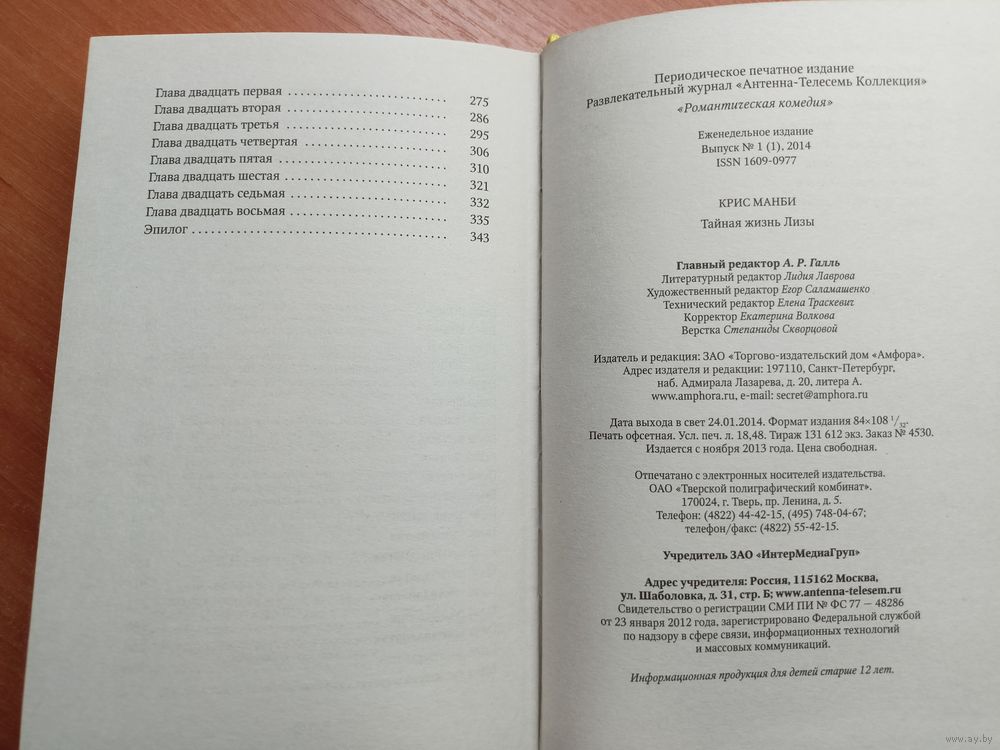 Глава двадцать первая ........................ 275
Глава двадцать вторая ........................ 286
Глава двадцать третья ........................ 295
Глава двадцать четвертая ........................ 306
Глава двадцать пятая ........................ 310
Глава двадцать шестая ........................ 321
Глава двадцать седьмая ........................ 332
Глава двадцать восьмая ........................ 335
Эпилог ........................ 343
Периодическое печатное издание
Развлекательный журнал «Антенна-Телесемь Коллекция»
«Романтическая комедия»
Еженедельное издание
Выпуск № 1 (1), 2014
ISSN 1609-0977
КРИС МАНБИ
Тайная жизнь Лизы
Главный редактор А. Р. Галль
Литературный редактор Лидия Лаврова
Художественный редактор Егор Саламашенко
Технический редактор Елена Траскевич
Корректор Екатерина Волкова
Верстка Степаниды Скворцовой
Издатель и редакция: ЗАО «Торгово-издательский дом «Амфора».
Адрес издателя и редакции: 197110, Санкт-Петербург,
наб. Адмирала Лазарева, д. 20, литера А.
www.amphora.ru, e-mail: secret@amphora.ru
Дата выхода в свет 24.01.2014. Формат издания 84×108 1/32.
Печать офсетная. Усл. печ. л. 18,48. Тираж 131 612 экз. Заказ № 4530.
Издается с ноября 2013 года. Цена свободная.
Отпечатано с электронных носителей издательства.
ОАО «Тверской полиграфический комбинат».
170024, г. Тверь, пр. Ленина, д. 5.
Телефон: (4822) 44-42-15, (495) 748-04-67;
телефон/факс: (4822) 55-42-15.
Учредитель ЗАО «ИнтерМедиаГруп»
Адрес учредителя: Россия, 115162 Москва,
ул. Шаболовка, д. 31, стр. Б; www.antenna-telesem.ru
Свидетельство о регистрации СМИ ПИ № ФС 77 — 48286
от 23 января 2012 года, зарегистрировано Федеральной службой
по надзору в сфере связи, информационных технологий
и массовых коммуникаций.
Информационная продукция для детей старше 12 лет.
www.ay.by